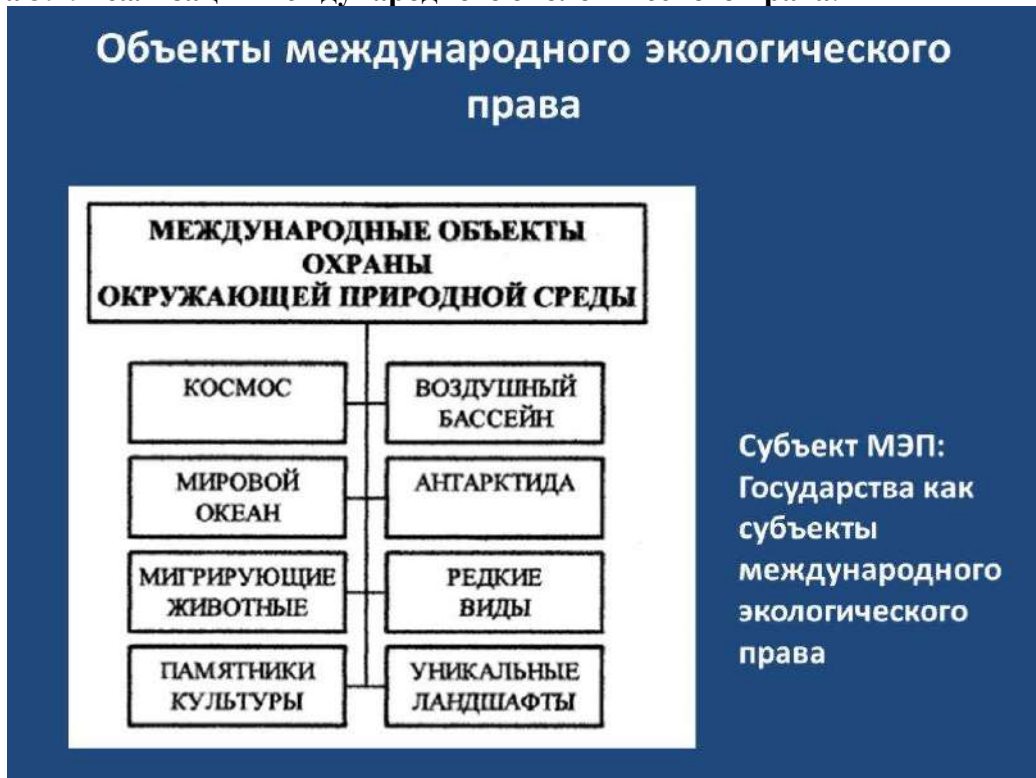 Объекты международного экологического
права
МЕЖДУНАРОДНЫЕ ОБЪЕКТЫ
ОХРАНЫ
ОКРУЖАЮЩЕЙ ПРИРОДНОЙ СРЕДЫ
КОСМОС
ВОЗДУШНЫЙ
БАССЕЙН
МИРОВОЙ
ОКЕАН
АНТАРКТИДА
МИГРИРУЮЩИЕ
ЖИВОТНЫЕ
РЕДКИЕ
ВИДЫ
ПАМЯТНИКИ
КУЛЬТУРЫ
УНИКАЛЬНЫЕ
ЛАНДШАФТЫ
Субъект МЭП:
Государства как
субъекты
международного
экологического
права